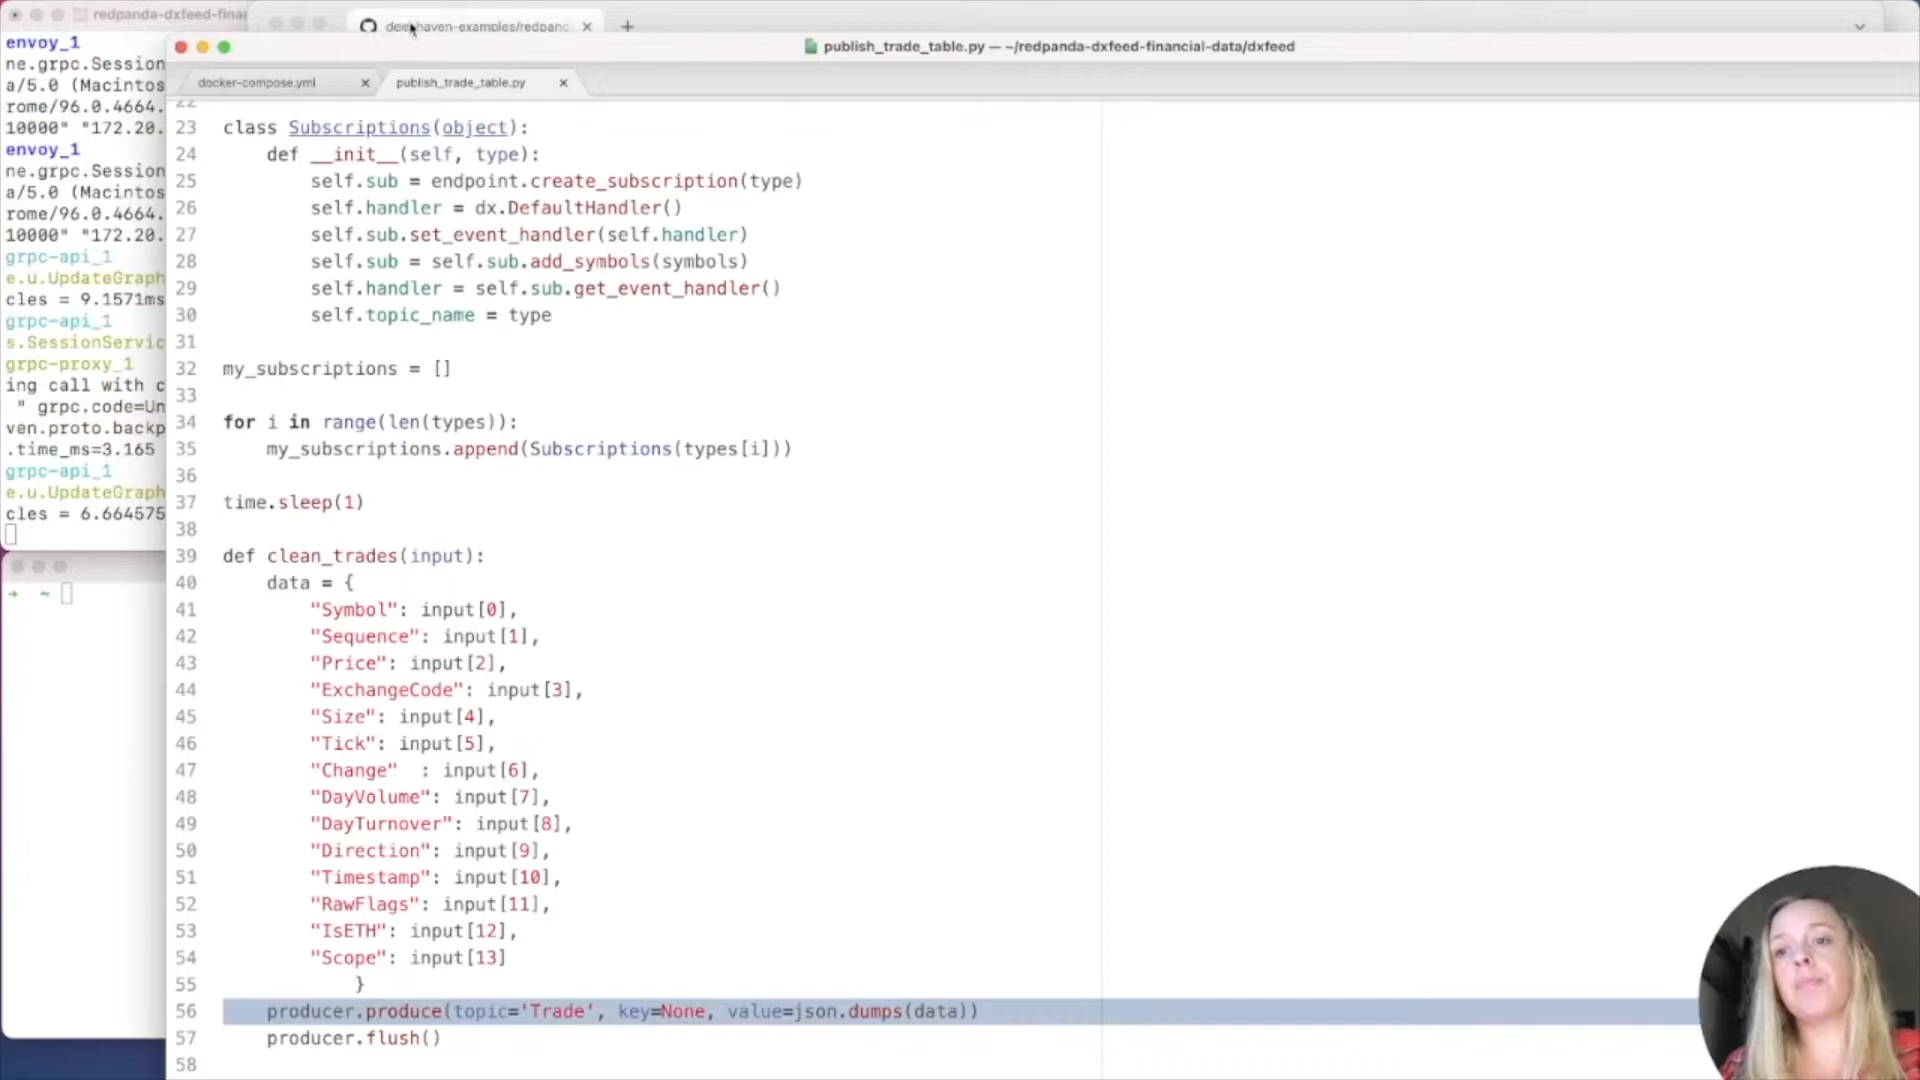 redpanda-dxfeed-finan
deephaven-examples/redpand
envoy_1
ne.grpc.Session
a/5.0 (Macintos
rome/96.0.4664.
10000" "172.20.
envoy_1
ne.grpc.Session
a/5.0 (Macintos
rome/96.0.4664.
10000" "172.20.
grpc-api_1
e.u.UpdateGraph
cles = 9.1571ms
grpc-api_1
s.SessionServic
grpc-proxy_1
ing call with c
" grpc.code=Un
ven.proto.backp
.time_ms=3.165
grpc-api_1
e.u.UpdateGraph
cles = 6.664575
→ ~
publish_trade_table.py — ~/redpanda-dxfeed-financial-data/dxfeed
docker-compose.yml × publish_trade_table.py ×
22
23 class Subscriptions(object):
24 def __init__(self, type):
25 self.sub = endpoint.create_subscription(type)
26 self.handler = dx.DefaultHandler()
27 self.sub.set_event_handler(self.handler)
28 self.sub = self.sub.add_symbols(symbols)
29 self.handler = self.sub.get_event_handler()
30 self.topic_name = type
31
32 my_subscriptions = []
33
34 for i in range(len(types)):
35 my_subscriptions.append(Subscriptions(types[i]))
36
37 time.sleep(1)
38
39 def clean_trades(input):
40 data = {
41 "Symbol": input[0],
42 "Sequence": input[1],
43 "Price": input[2],
44 "ExchangeCode": input[3],
45 "Size": input[4],
46 "Tick": input[5],
47 "Change"  : input[6],
48 "DayVolume": input[7],
49 "DayTurnover": input[8],
50 "Direction": input[9],
51 "Timestamp": input[10],
52 "RawFlags": input[11],
53 "IsETH": input[12],
54 "Scope": input[13]
55 }
56 producer.produce(topic='Trade', key=None, value=json.dumps(data))
57 producer.flush()
58